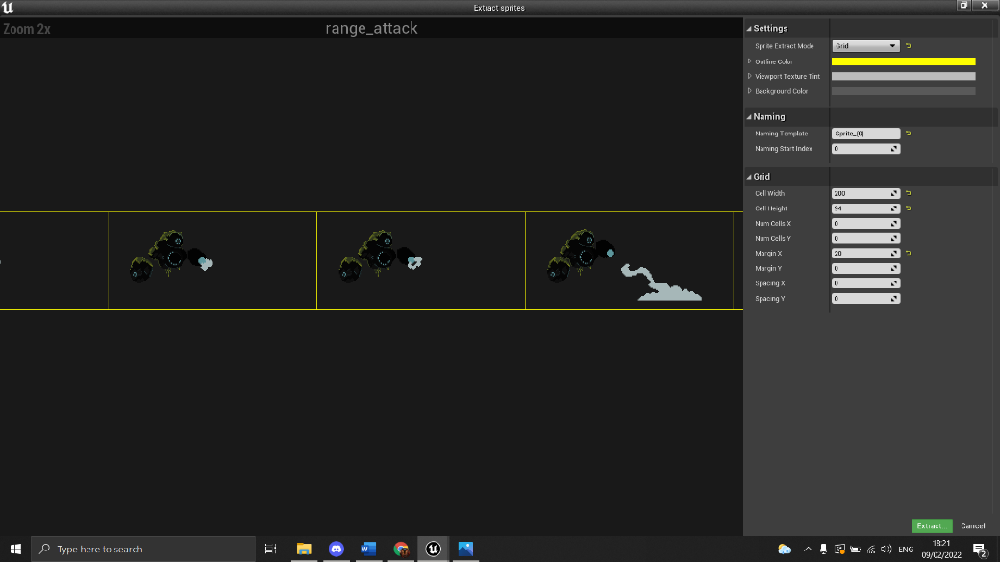 Extract sprites
Zoom 2x
range_attack
Settings
Sprite Extract Mode
Grid
Outline Color
Viewport Texture Tint
Background Color
Naming
Naming Template
Sprite_{0}
Naming Start Index
0
Grid
Cell Width
200
Cell Height
94
Num Cells X
0
Num Cells Y
0
Margin X
20
Margin Y
0
Spacing X
0
Spacing Y
0
Extract...
Cancel
Type here to search
ENG
18:21
09/02/2022
2